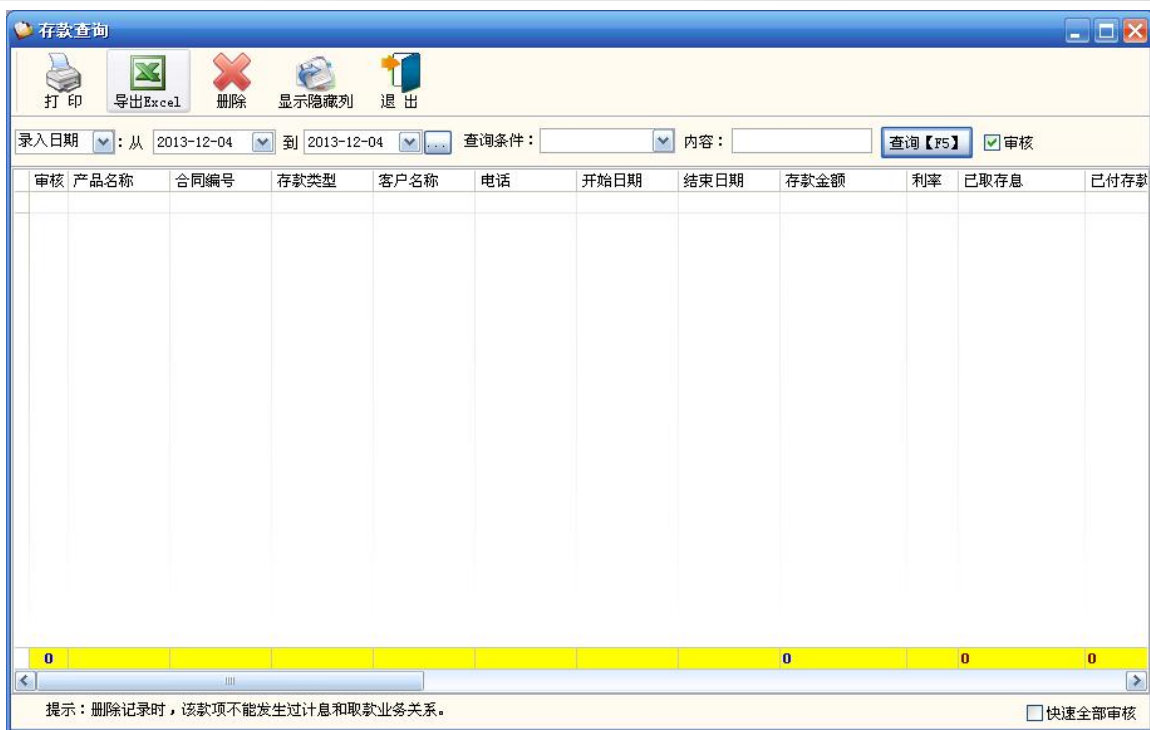 存款查询
打 印 导出Excel 删除 显示隐藏列 退 出
录入日期 : 从 2013-12-04 到 2013-12-04 ... 查询条件： 内容： 查询【F5】 审核
审核 产品名称 合同编号 存款类型 客户名称 电话 开始日期 结束日期 存款金额 利率 已取存息 已付存款
0 0 0 0
提示：删除记录时，该款项不能发生过计息和取款业务关系。 快速全部审核